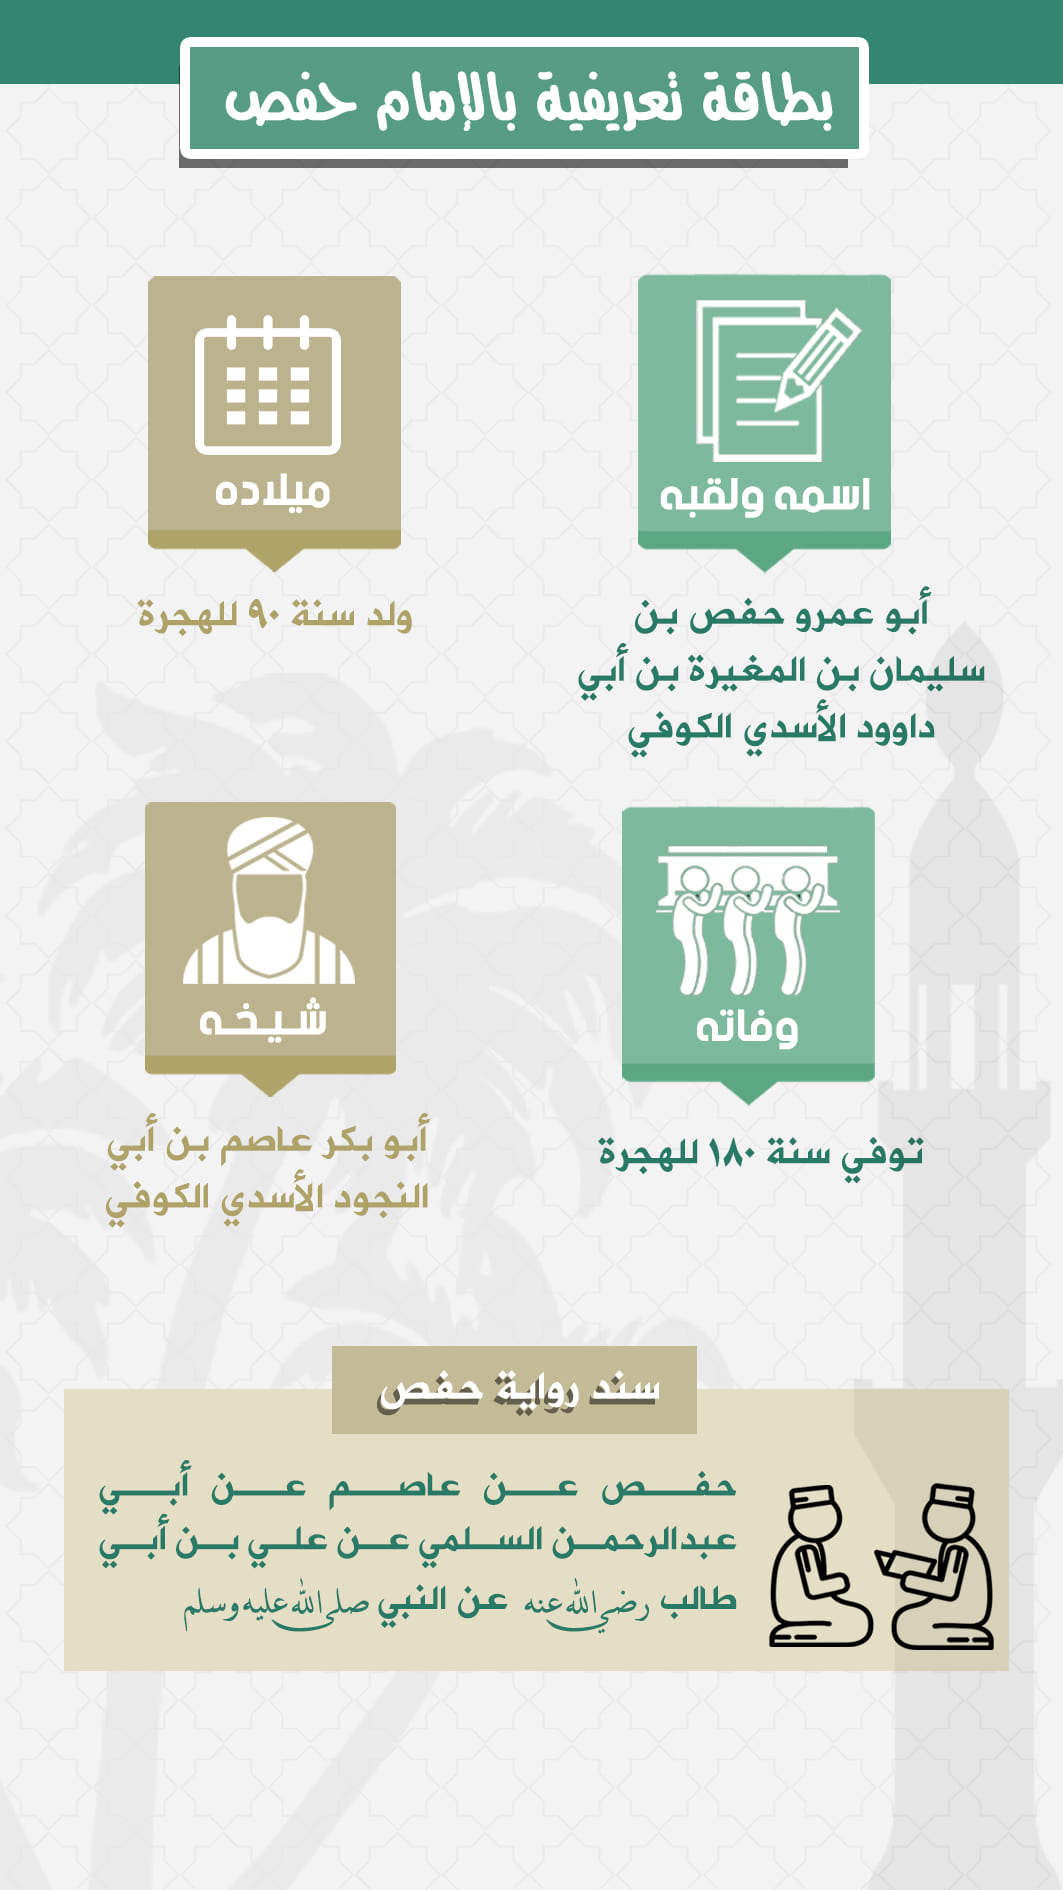 بطاقة تعريفية بالإمام حفص
اسمه ولقبه
أبو عمرو حفص بن
سليمان بن المغيرة بن أبي
داوود الأسدي الكوفي
ميلاده
ولد سنة ٩٠ للهجرة
وفاته
توفي سنة ١٨٠ للهجرة
شيخه
أبو بكر عاصم بن أبي
النجود الأسدي الكوفي
سند رواية حفص
حفص عن عاصم عن أبي
عبدالرحمن السلمي عن علي بن أبي
طالب رضي الله عنه عن النبي صلى الله عليه وسلم